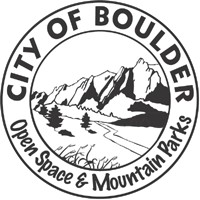 CITY OF BOULDER
Open Space & Mountain Parks